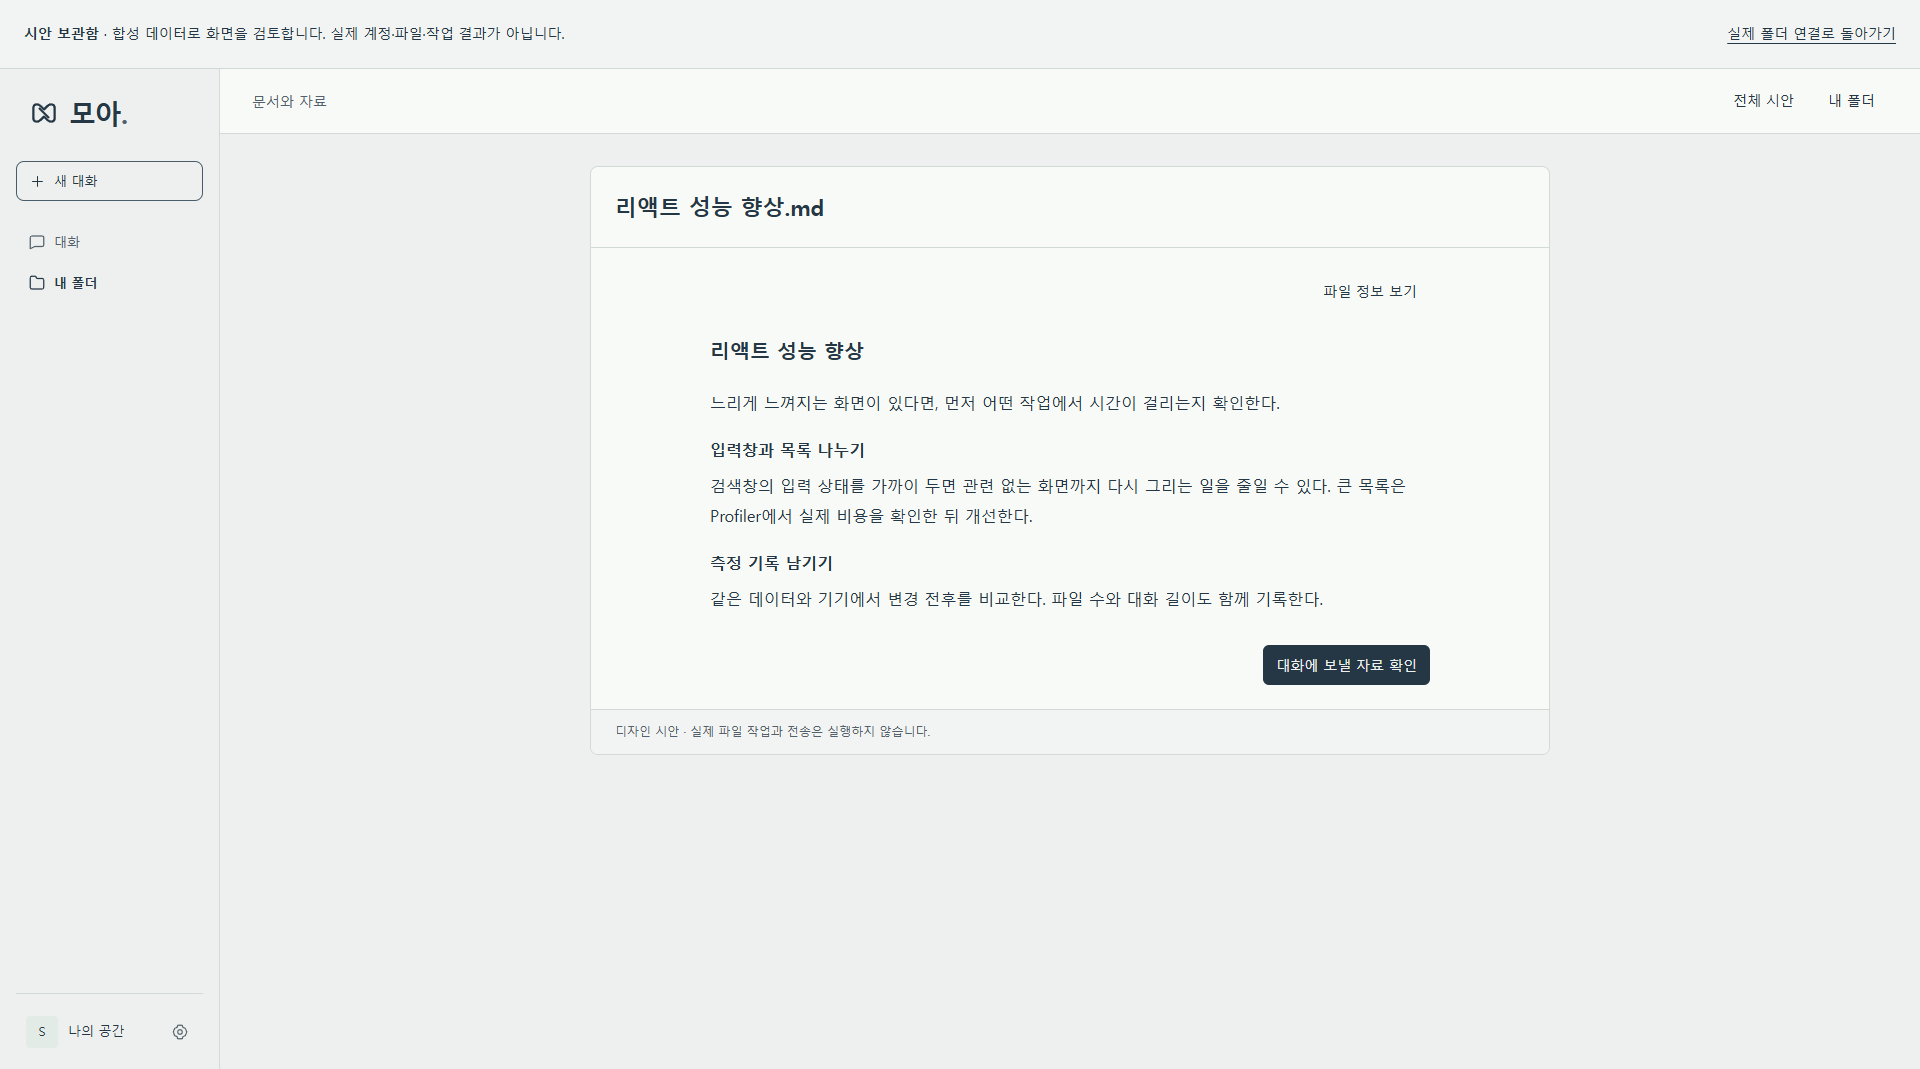 시안 보관함 · 합성 데이터로 화면을 검토합니다. 실제 계정·파일·작업 결과가 아닙니다.
실제 폴더 연결로 돌아가기
모아.
새 대화
대화
내 폴더
문서와 자료
전체 시안
내 폴더
리액트 성능 향상.md
파일 정보 보기
리액트 성능 향상
느리게 느껴지는 화면이 있다면, 먼저 어떤 작업에서 시간이 걸리는지 확인한다.
입력창과 목록 나누기
검색창의 입력 상태를 가까이 두면 관련 없는 화면까지 다시 그리는 일을 줄일 수 있다. 큰 목록은
Profiler에서 실제 비용을 확인한 뒤 개선한다.
측정 기록 남기기
같은 데이터와 기기에서 변경 전후를 비교한다. 파일 수와 대화 길이도 함께 기록한다.
대화에 보낼 자료 확인
디자인 시안 · 실제 파일 작업과 전송은 실행하지 않습니다.
S
나의 공간